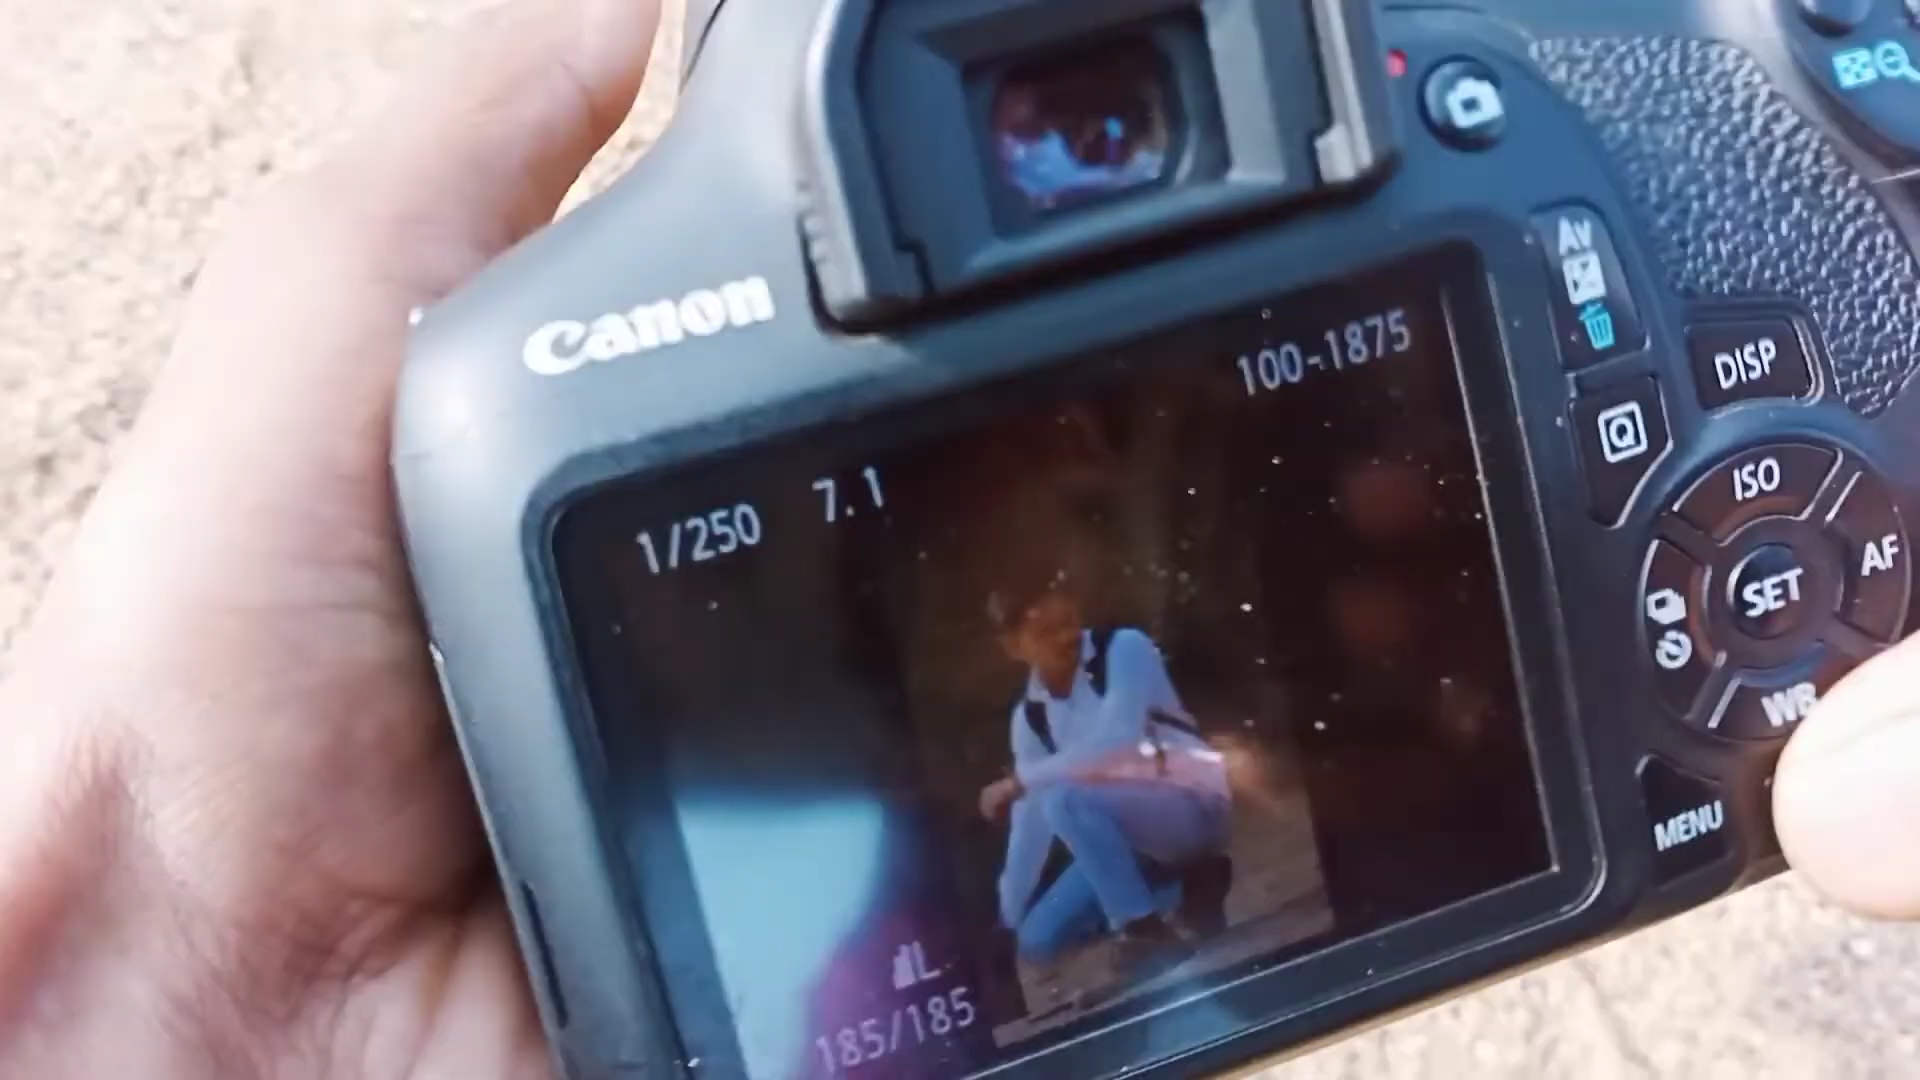 Canon
Av
100-1875
DISP
Q
1/250 7.1
ISO
AF
SET
WB
MENU
L
185/185